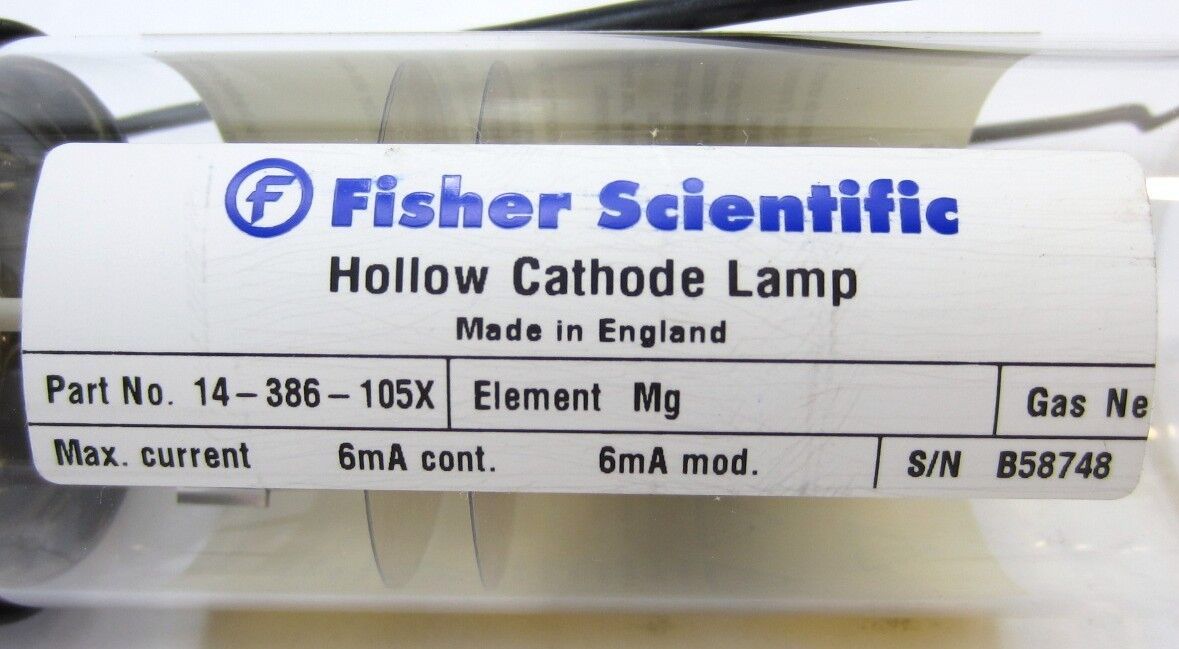 F Fisher Scientific
Hollow Cathode Lamp
Made in England
Part No. 14-386-105X Element Mg Gas Ne
Max. current 6mA cont. 6mA mod. S/N B58748